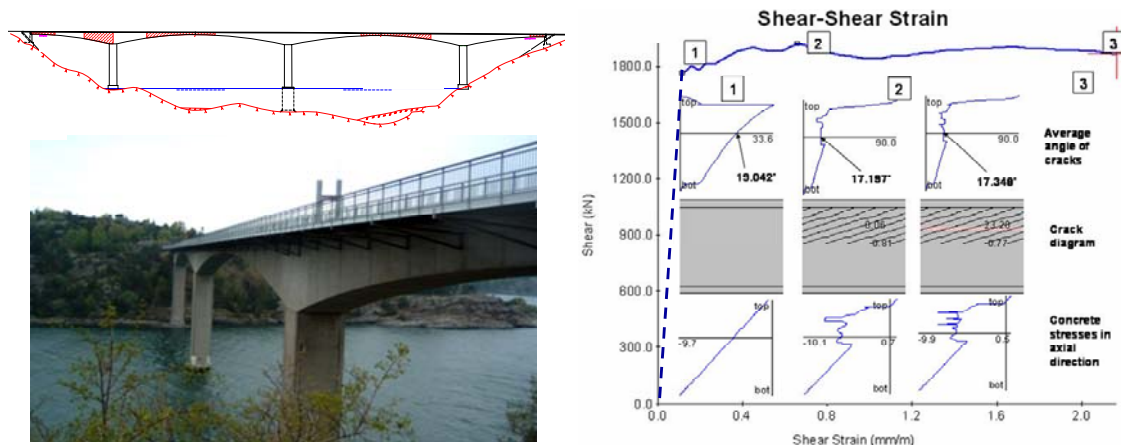 Shear-Shear Strain
1
2
3
1800.0
1500.0
1200.0
900.0
600.0
300.0
0.0
Shear (kN)
1
2
3
top
33.6
19.042°
bot
top
90.0
17.197°
bot
top
90.0
17.348°
bot
Average
angle of
cracks
0.06
-0.81
23.20
-0.77
Crack
diagram
top
-9.7
bot
top
-10.1
0.7
bot
top
-9.9
0.5
bot
Concrete
stresses in
axial
direction
0.0
0.4
0.8
1.2
1.6
2.0
Shear Strain (mm/m)